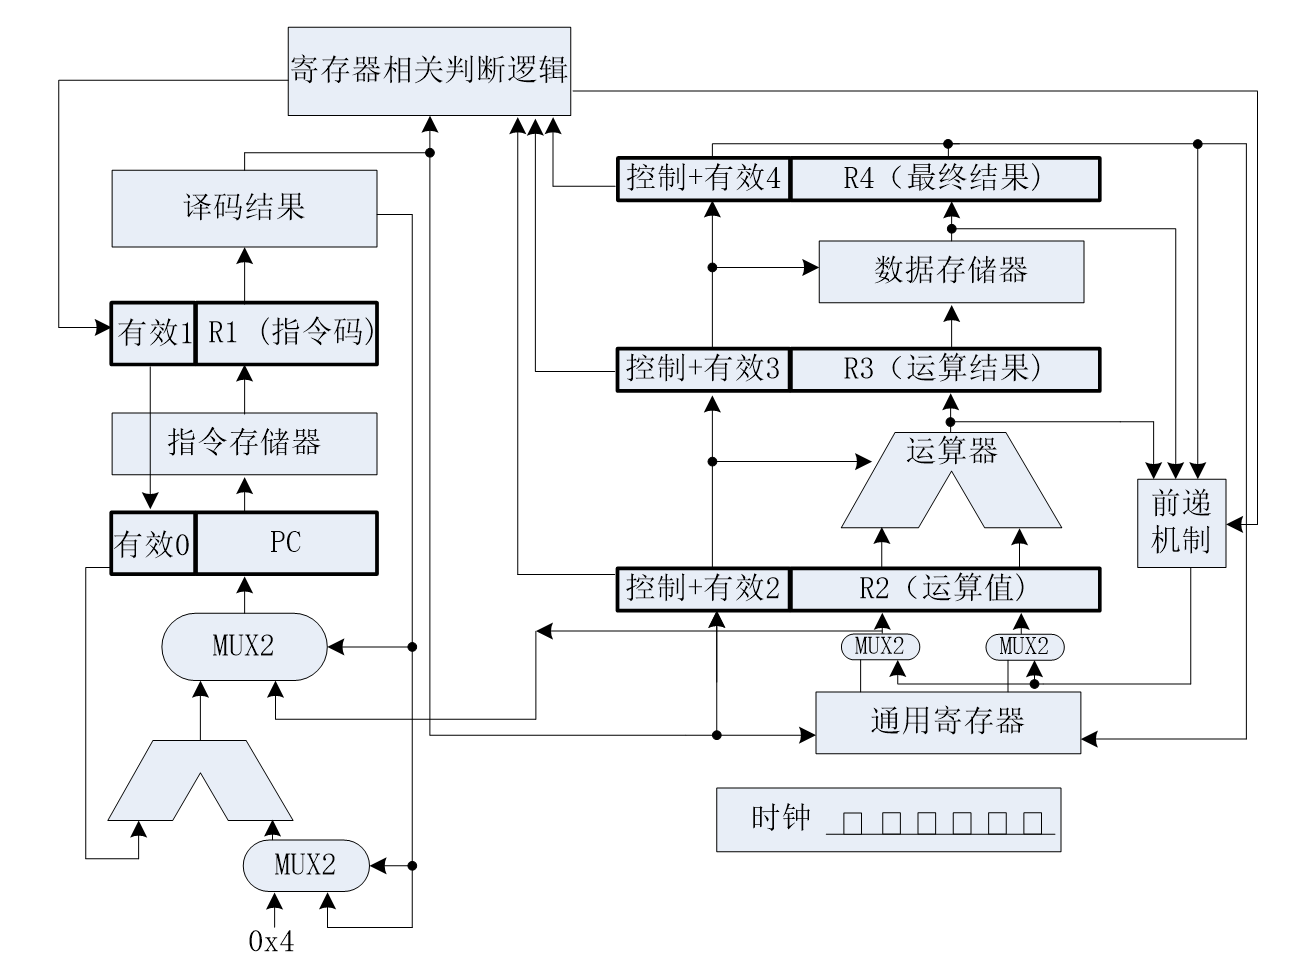 寄存器相关判断逻辑
译码结果
有效1
R1 (指令码)
指令存储器
有效0
PC
MUX2
MUX2
0x4
控制+有效4
R4（最终结果）
数据存储器
控制+有效3
R3（运算结果）
运算器
前递
机制
控制+有效2
R2（运算值）
MUX2
MUX2
通用寄存器
时钟